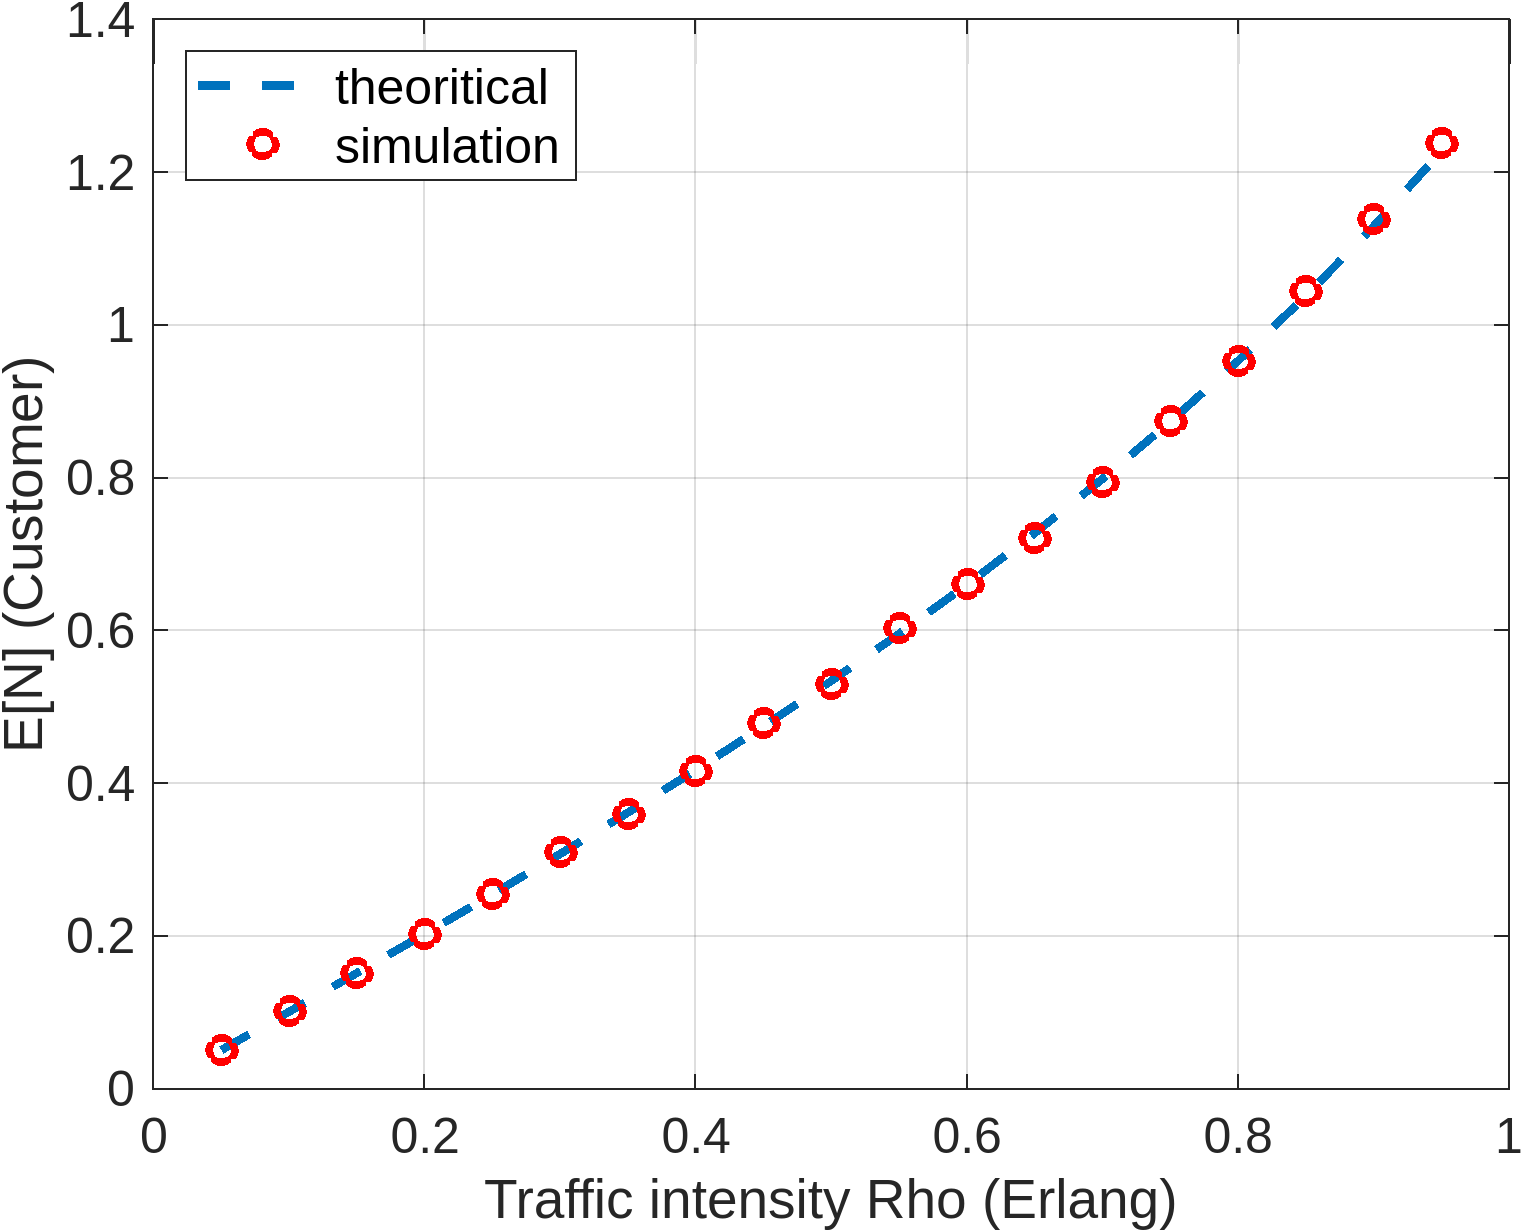 theoritical
simulation
1.4
1.2
1
0.8
0.6
0.4
0.2
0
E[N] (Customer)
0 0.2 0.4 0.6 0.8 1
Traffic intensity Rho (Erlang)